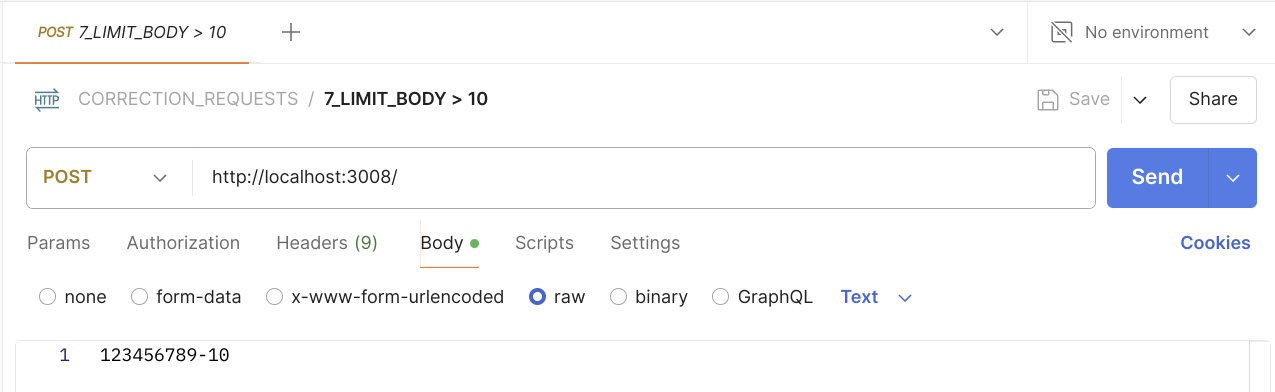 POST 7_LIMIT_BODY > 10
No environment
HTTP CORRECTION_REQUESTS / 7_LIMIT_BODY > 10
Save
Share
POST
http://localhost:3008/
Send
Params Authorization Headers (9) Body Scripts Settings Cookies
none form-data x-www-form-urlencoded raw binary GraphQL Text
1 123456789-10